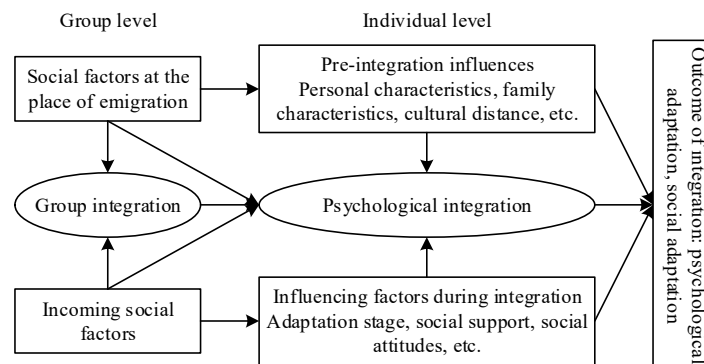 Group level
Individual level
Social factors at the
place of emigration
Pre-integration influences
Personal characteristics, family
characteristics, cultural distance, etc.
Group integration
Psychological integration
Incoming social
factors
Influencing factors during integration
Adaptation stage, social support, social
attitudes, etc.
Outcome of integration: psychological
adaptation, social adaptation